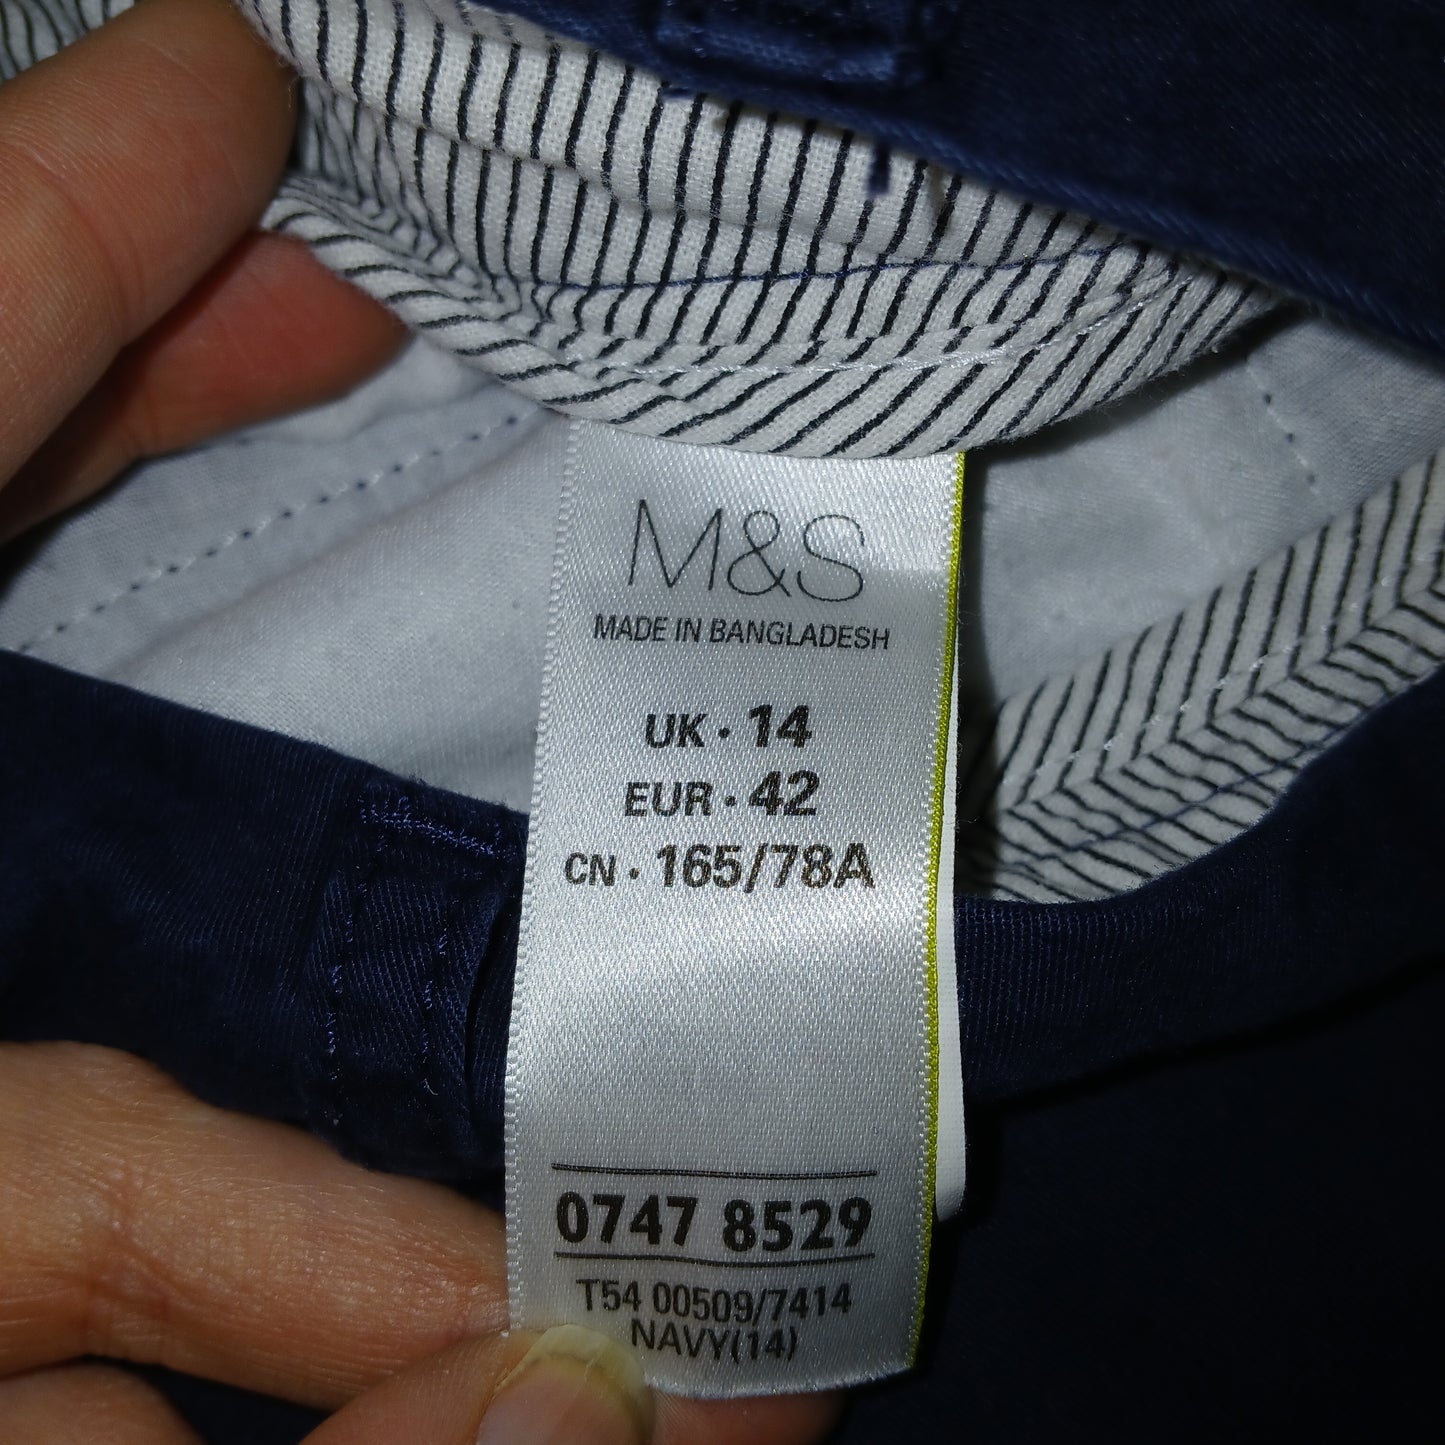 M&S
MADE IN BANGLADESH
UK · 14
EUR · 42
CN · 165/78A
0747 8529
T54 00509/7414
NAVY(14)